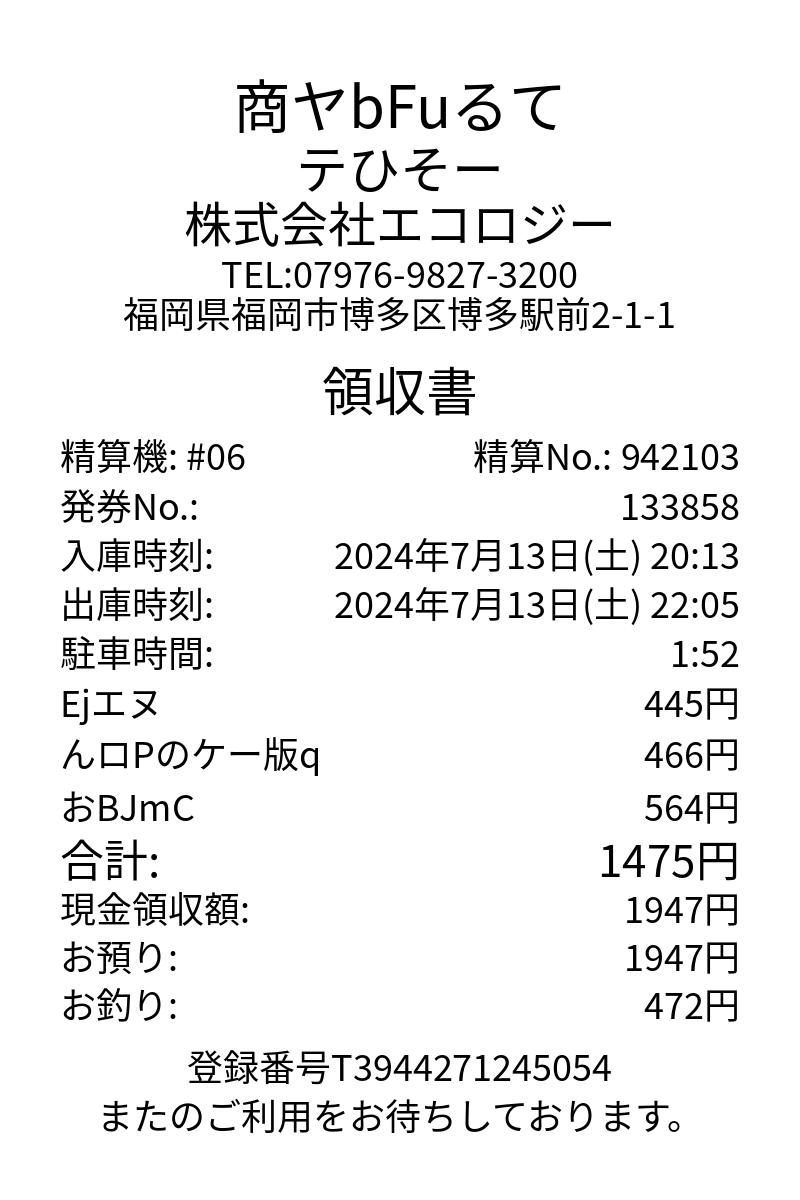 商ヤbFuるて
テひそー
株式会社エコロジー
TEL:07976-9827-3200
福岡県福岡市博多区博多駅前2-1-1
領収書
精算機: #06 精算No.: 942103
発券No.: 133858
入庫時刻: 2024年7月13日(土) 20:13
出庫時刻: 2024年7月13日(土) 22:05
駐車時間: 1:52
Ejエヌ 445円
んロPのケー版q 466円
おBJmC 564円
合計: 1475円
現金領収額: 1947円
お預り: 1947円
お釣り: 472円
登録番号T3944271245054
またのご利用をお待ちしております。